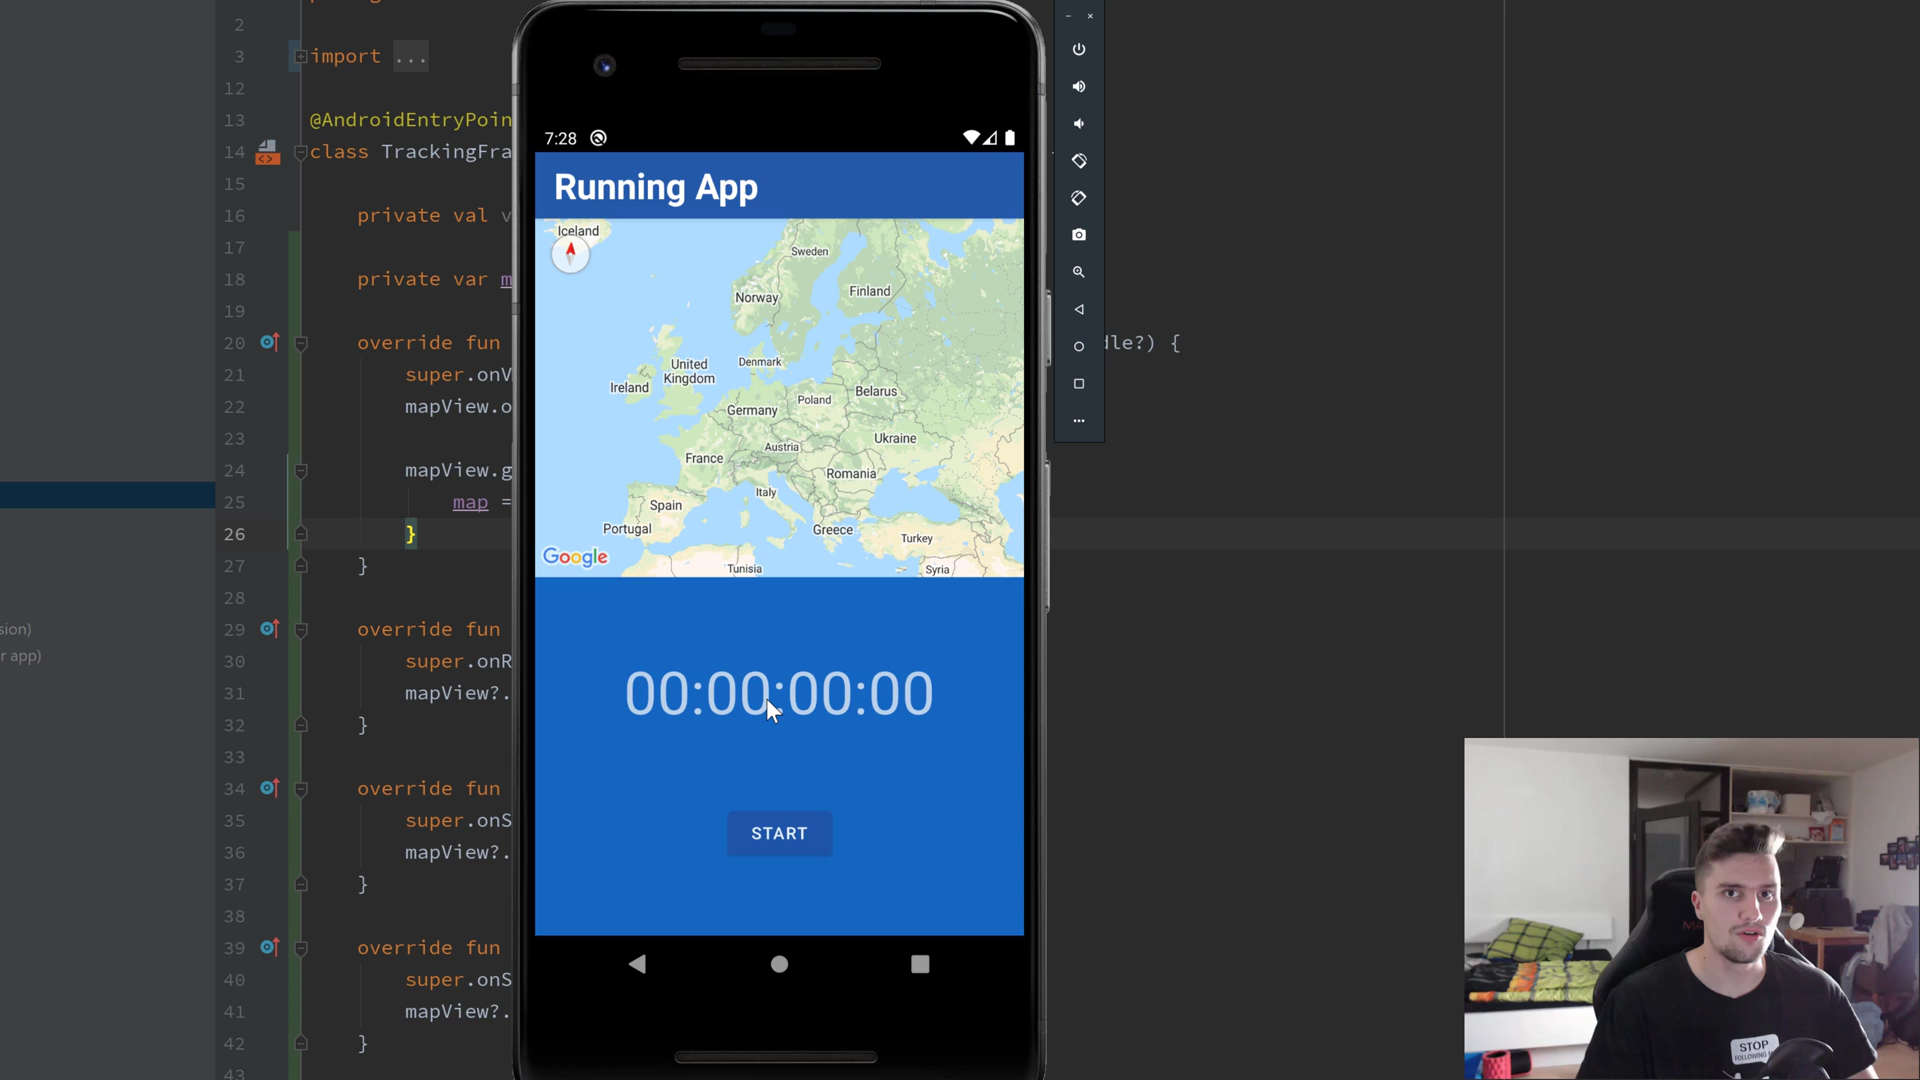 2
3 import ...
12
13 @AndroidEntryPoin
14 class TrackingFra
15
16 private val v
17
18 private var m
19
20 override fun dle?) {
21 super.onV
22 mapView.o
23
24 mapView.g
25 map =
26 }
27 }
28
29 override fun
30 super.onR
31 mapView?.
32 }
33
34 override fun
35 super.onS
36 mapView?.
37 }
38
39 override fun
40 super.onS
41 mapView?.
42 }
43
sion)
r app)
7:28
Running App
Iceland
Sweden
Norway
Finland
United
Kingdom
Denmark
Ireland
Belarus
Poland
Germany
Ukraine
Austria
France
Romania
Italy
Spain
Portugal
Greece
Turkey
Google
Tunisia
Syria
00:00:00:00
START
STOP